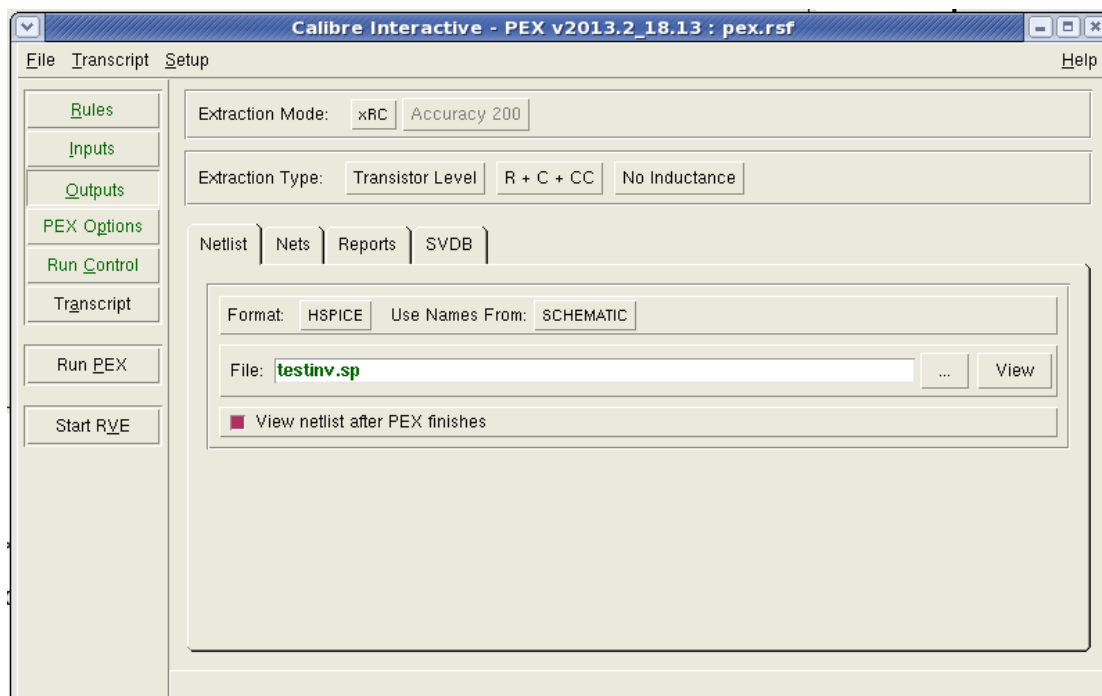 Calibre Interactive - PEX v2013.2_18.13 : pex.rsf
File Transcript Setup Help
Rules
Inputs
Outputs
PEX Options
Run Control
Transcript
Run PEX
Start RVE
Extraction Mode: xRC Accuracy 200
Extraction Type: Transistor Level R + C + CC No Inductance
Netlist Nets Reports SVDB
Format: HSPICE Use Names From: SCHEMATIC
File: testinv.sp ... View
View netlist after PEX finishes